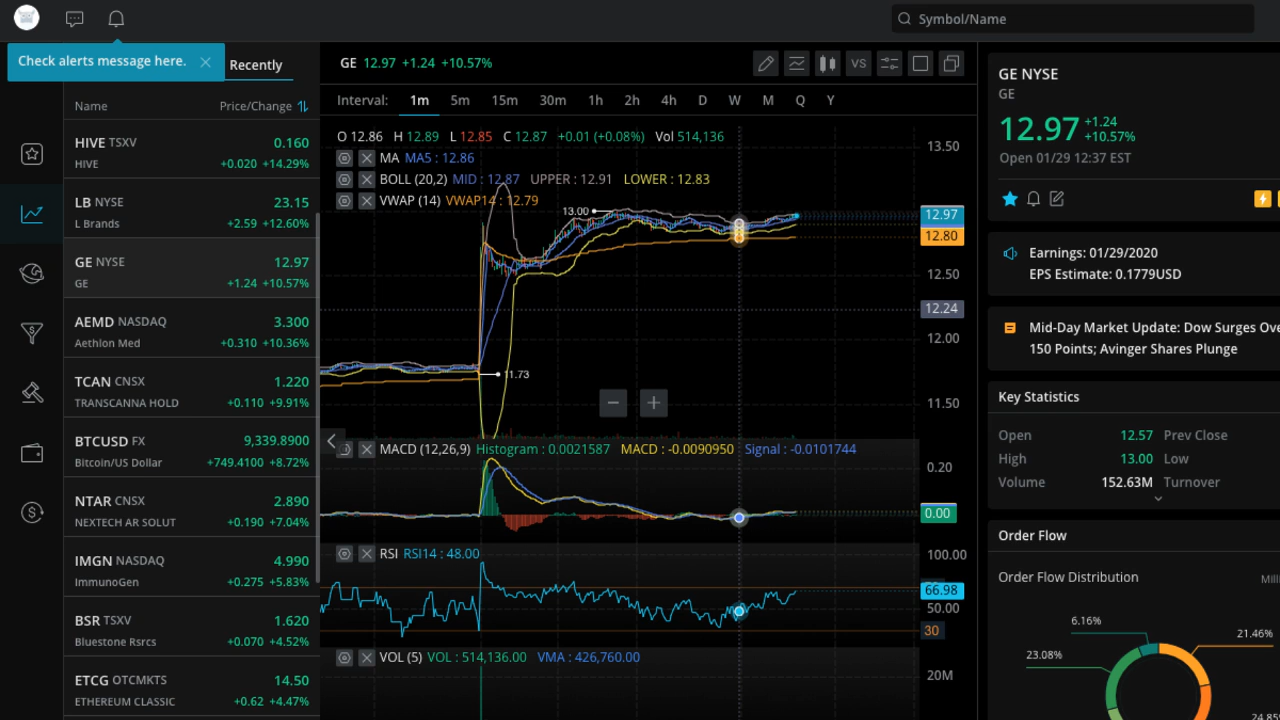 Symbol/Name
Check alerts message here.
Recently
Name Price/Change
HIVE TSXV 0.160
HIVE +0.020 +14.29%
LB NYSE 23.15
L Brands +2.59 +12.60%
GE NYSE 12.97
GE +1.24 +10.57%
AEMD NASDAQ 3.300
Aethlon Med +0.310 +10.36%
TCAN CNSX 1.220
TRANSCANNA HOLD +0.110 +9.91%
BTCUSD FX 9,339.8900
Bitcoin/US Dollar +749.4100 +8.72%
NTAR CNSX 2.890
NEXTECH AR SOLUT +0.190 +7.04%
IMGN NASDAQ 4.990
ImmunoGen +0.275 +5.83%
BSR TSXV 1.620
Bluestone Rsrcs +0.070 +4.52%
ETCG OTCMKTS 14.50
ETHEREUM CLASSIC +0.62 +4.47%
GE 12.97 +1.24 +10.57%
VS
Interval: 1m 5m 15m 30m 1h 2h 4h D W M Q Y
O 12.86 H 12.89 L 12.85 C 12.87 +0.01 (+0.08%) Vol 514,136
MA MA5 : 12.86
BOLL (20,2) MID : 12.87 UPPER : 12.91 LOWER : 12.83
VWAP (14) VWAP14 : 12.79
13.00
11.73
13.50
12.97
12.80
12.50
12.24
12.00
11.50
MACD (12,26,9) Histogram : 0.0021587 MACD : -0.0090950 Signal : -0.0101744
0.20
0.00
RSI RSI14 : 48.00
100.00
66.98
50.00
30
VOL (5) VOL : 514,136.00 VMA : 426,760.00
20M
GE NYSE
GE
12.97 +1.24
+10.57%
Open 01/29 12:37 EST
Earnings: 01/29/2020
EPS Estimate: 0.1779USD
Mid-Day Market Update: Dow Surges Ove
150 Points; Avinger Shares Plunge
Key Statistics
Open 12.57 Prev Close
High 13.00 Low
Volume 152.63M Turnover
Order Flow
Order Flow Distribution Mil
6.16%
21.46%
23.08%